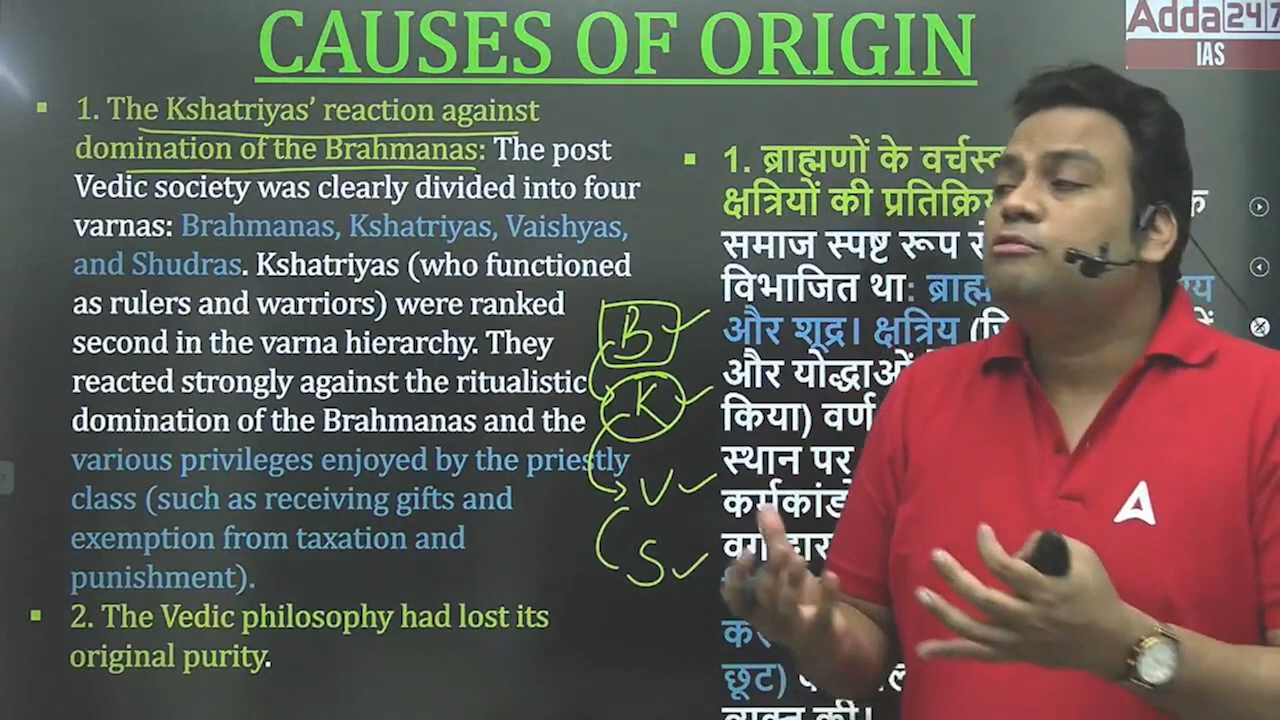 CAUSES OF ORIGIN
Adda247
IAS
1. The Kshatriyas' reaction against
domination of the Brahmanas: The post
Vedic society was clearly divided into four
varnas: Brahmanas, Kshatriyas, Vaishyas,
and Shudras. Kshatriyas (who functioned
as rulers and warriors) were ranked
second in the varna hierarchy. They
reacted strongly against the ritualistic
domination of the Brahmanas and the
various privileges enjoyed by the priestly
class (such as receiving gifts and
exemption from taxation and
punishment).
2. The Vedic philosophy had lost its
original purity.
B
K
V
S
1. ब्राह्मणों के
क्षत्रियों की
समाज स्पष्ट रूप
विभाजित था:
और शूद्र। क्षत्रिय
और
किया) वर्ण
स्थान पर
छूट)